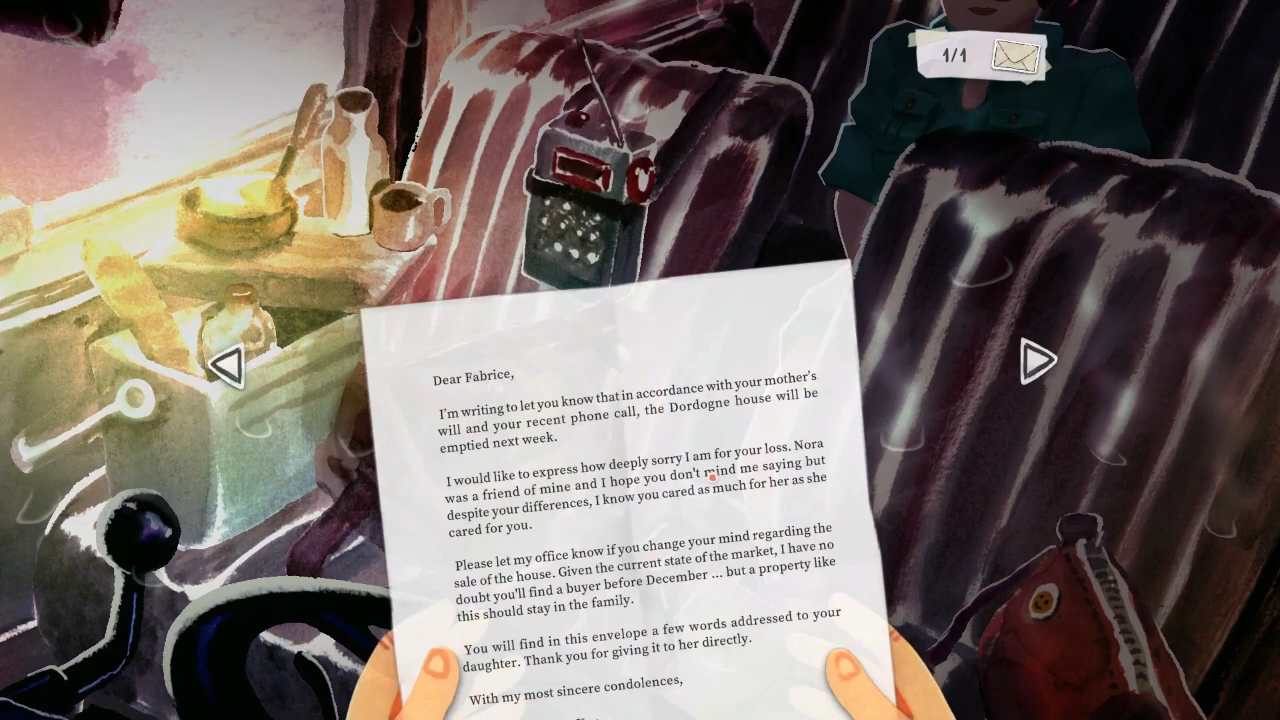 1/1
Dear Fabrice,
I'm writing to let you know that in accordance with your mother's
will and your recent phone call, the Dordogne house will be
emptied next week.
I would like to express how deeply sorry I am for your loss. Nora
was a friend of mine and I hope you don't mind me saying but
despite your differences, I know you cared as much for her as she
cared for you.
Please let my office know if you change your mind regarding the
sale of the house. Given the current state of the market, I have no
doubt you'll find a buyer before December ... but a property like
this should stay in the family.
You will find in this envelope a few words addressed to your
daughter. Thank you for giving it to her directly.
With my most sincere condolences,